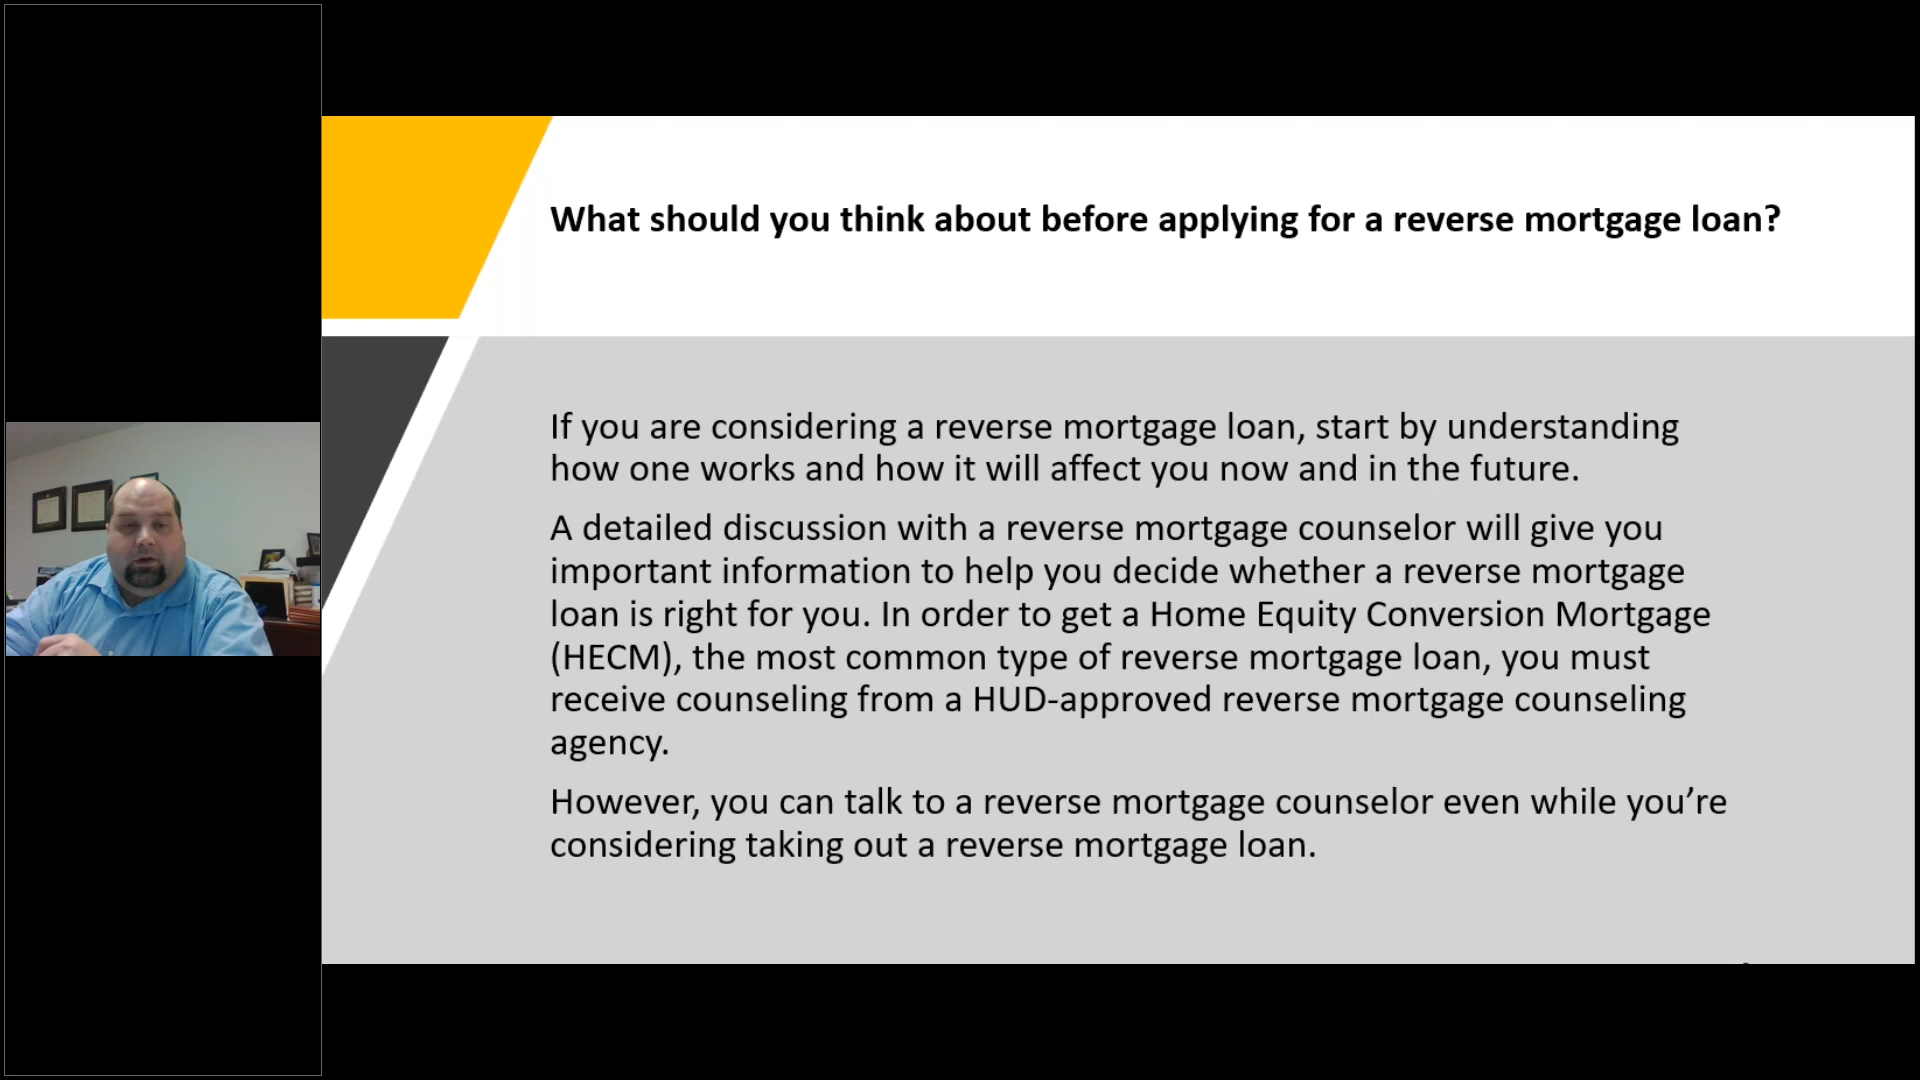 What should you think about before applying for a reverse mortgage loan?
If you are considering a reverse mortgage loan, start by understanding
how one works and how it will affect you now and in the future.
A detailed discussion with a reverse mortgage counselor will give you
important information to help you decide whether a reverse mortgage
loan is right for you. In order to get a Home Equity Conversion Mortgage
(HECM), the most common type of reverse mortgage loan, you must
receive counseling from a HUD-approved reverse mortgage counseling
agency.
However, you can talk to a reverse mortgage counselor even while you’re
considering taking out a reverse mortgage loan.